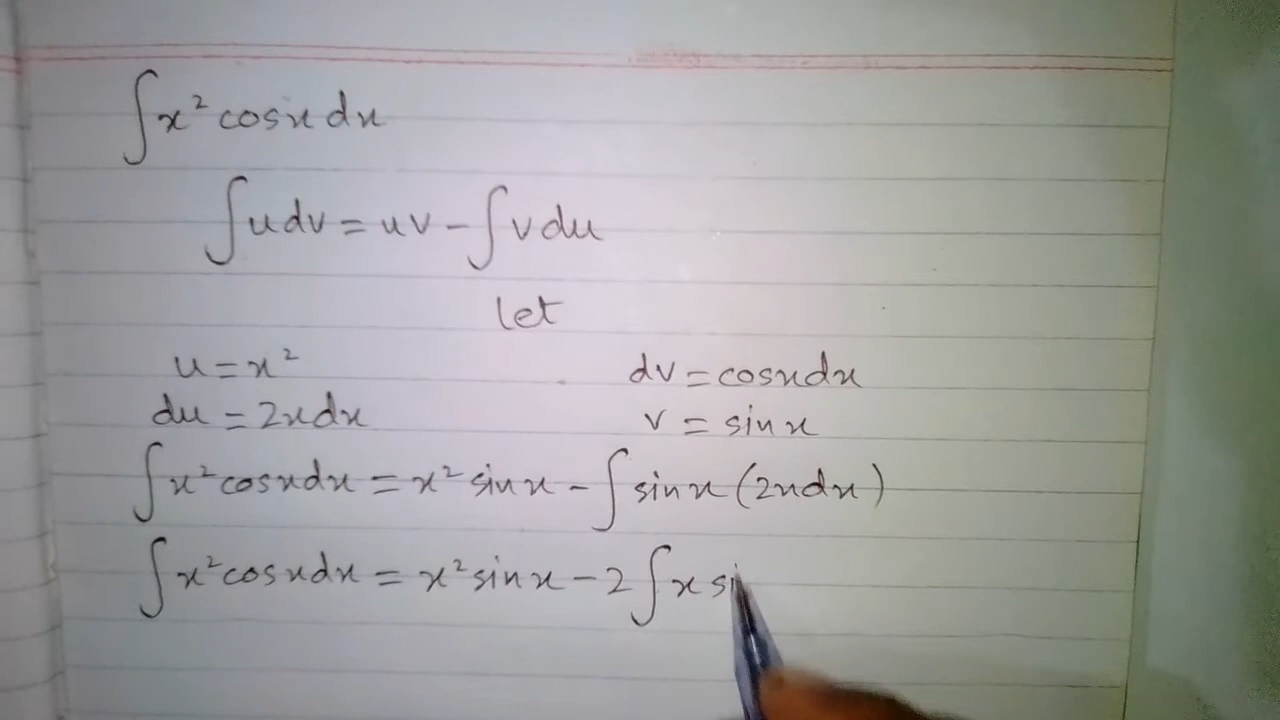 ∫x² cosx dx
∫u dv = uv - ∫v du
let
u = x² dv = cosx dx
du = 2x dx v = sin x
∫x² cosx dx = x² sin x - ∫sin x (2x dx)
∫x² cosx dx = x² sin x - 2 ∫x si